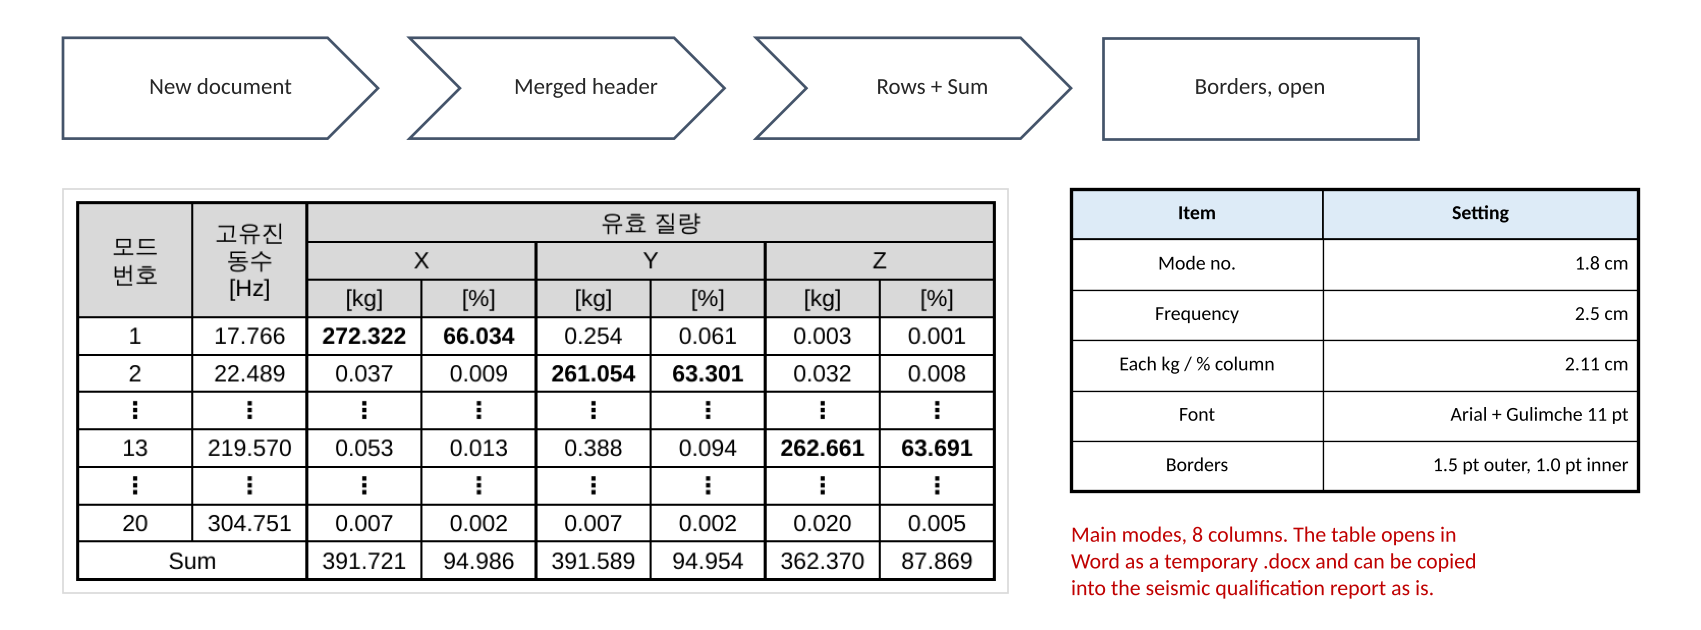 New document
Merged header
Rows + Sum
Borders, open
모드 번호 고유진 동수 [Hz] 유효 질량
X Y Z
[kg] [%] [kg] [%] [kg] [%]
1 17.766 272.322 66.034 0.254 0.061 0.003 0.001
2 22.489 0.037 0.009 261.054 63.301 0.032 0.008
⋮ ⋮ ⋮ ⋮ ⋮ ⋮ ⋮ ⋮
13 219.570 0.053 0.013 0.388 0.094 262.661 63.691
⋮ ⋮ ⋮ ⋮ ⋮ ⋮ ⋮ ⋮
20 304.751 0.007 0.002 0.007 0.002 0.020 0.005
Sum 391.721 94.986 391.589 94.954 362.370 87.869
Item Setting
Mode no. 1.8 cm
Frequency 2.5 cm
Each kg / % column 2.11 cm
Font Arial + Gulimche 11 pt
Borders 1.5 pt outer, 1.0 pt inner
Main modes, 8 columns. The table opens in
Word as a temporary .docx and can be copied
into the seismic qualification report as is.